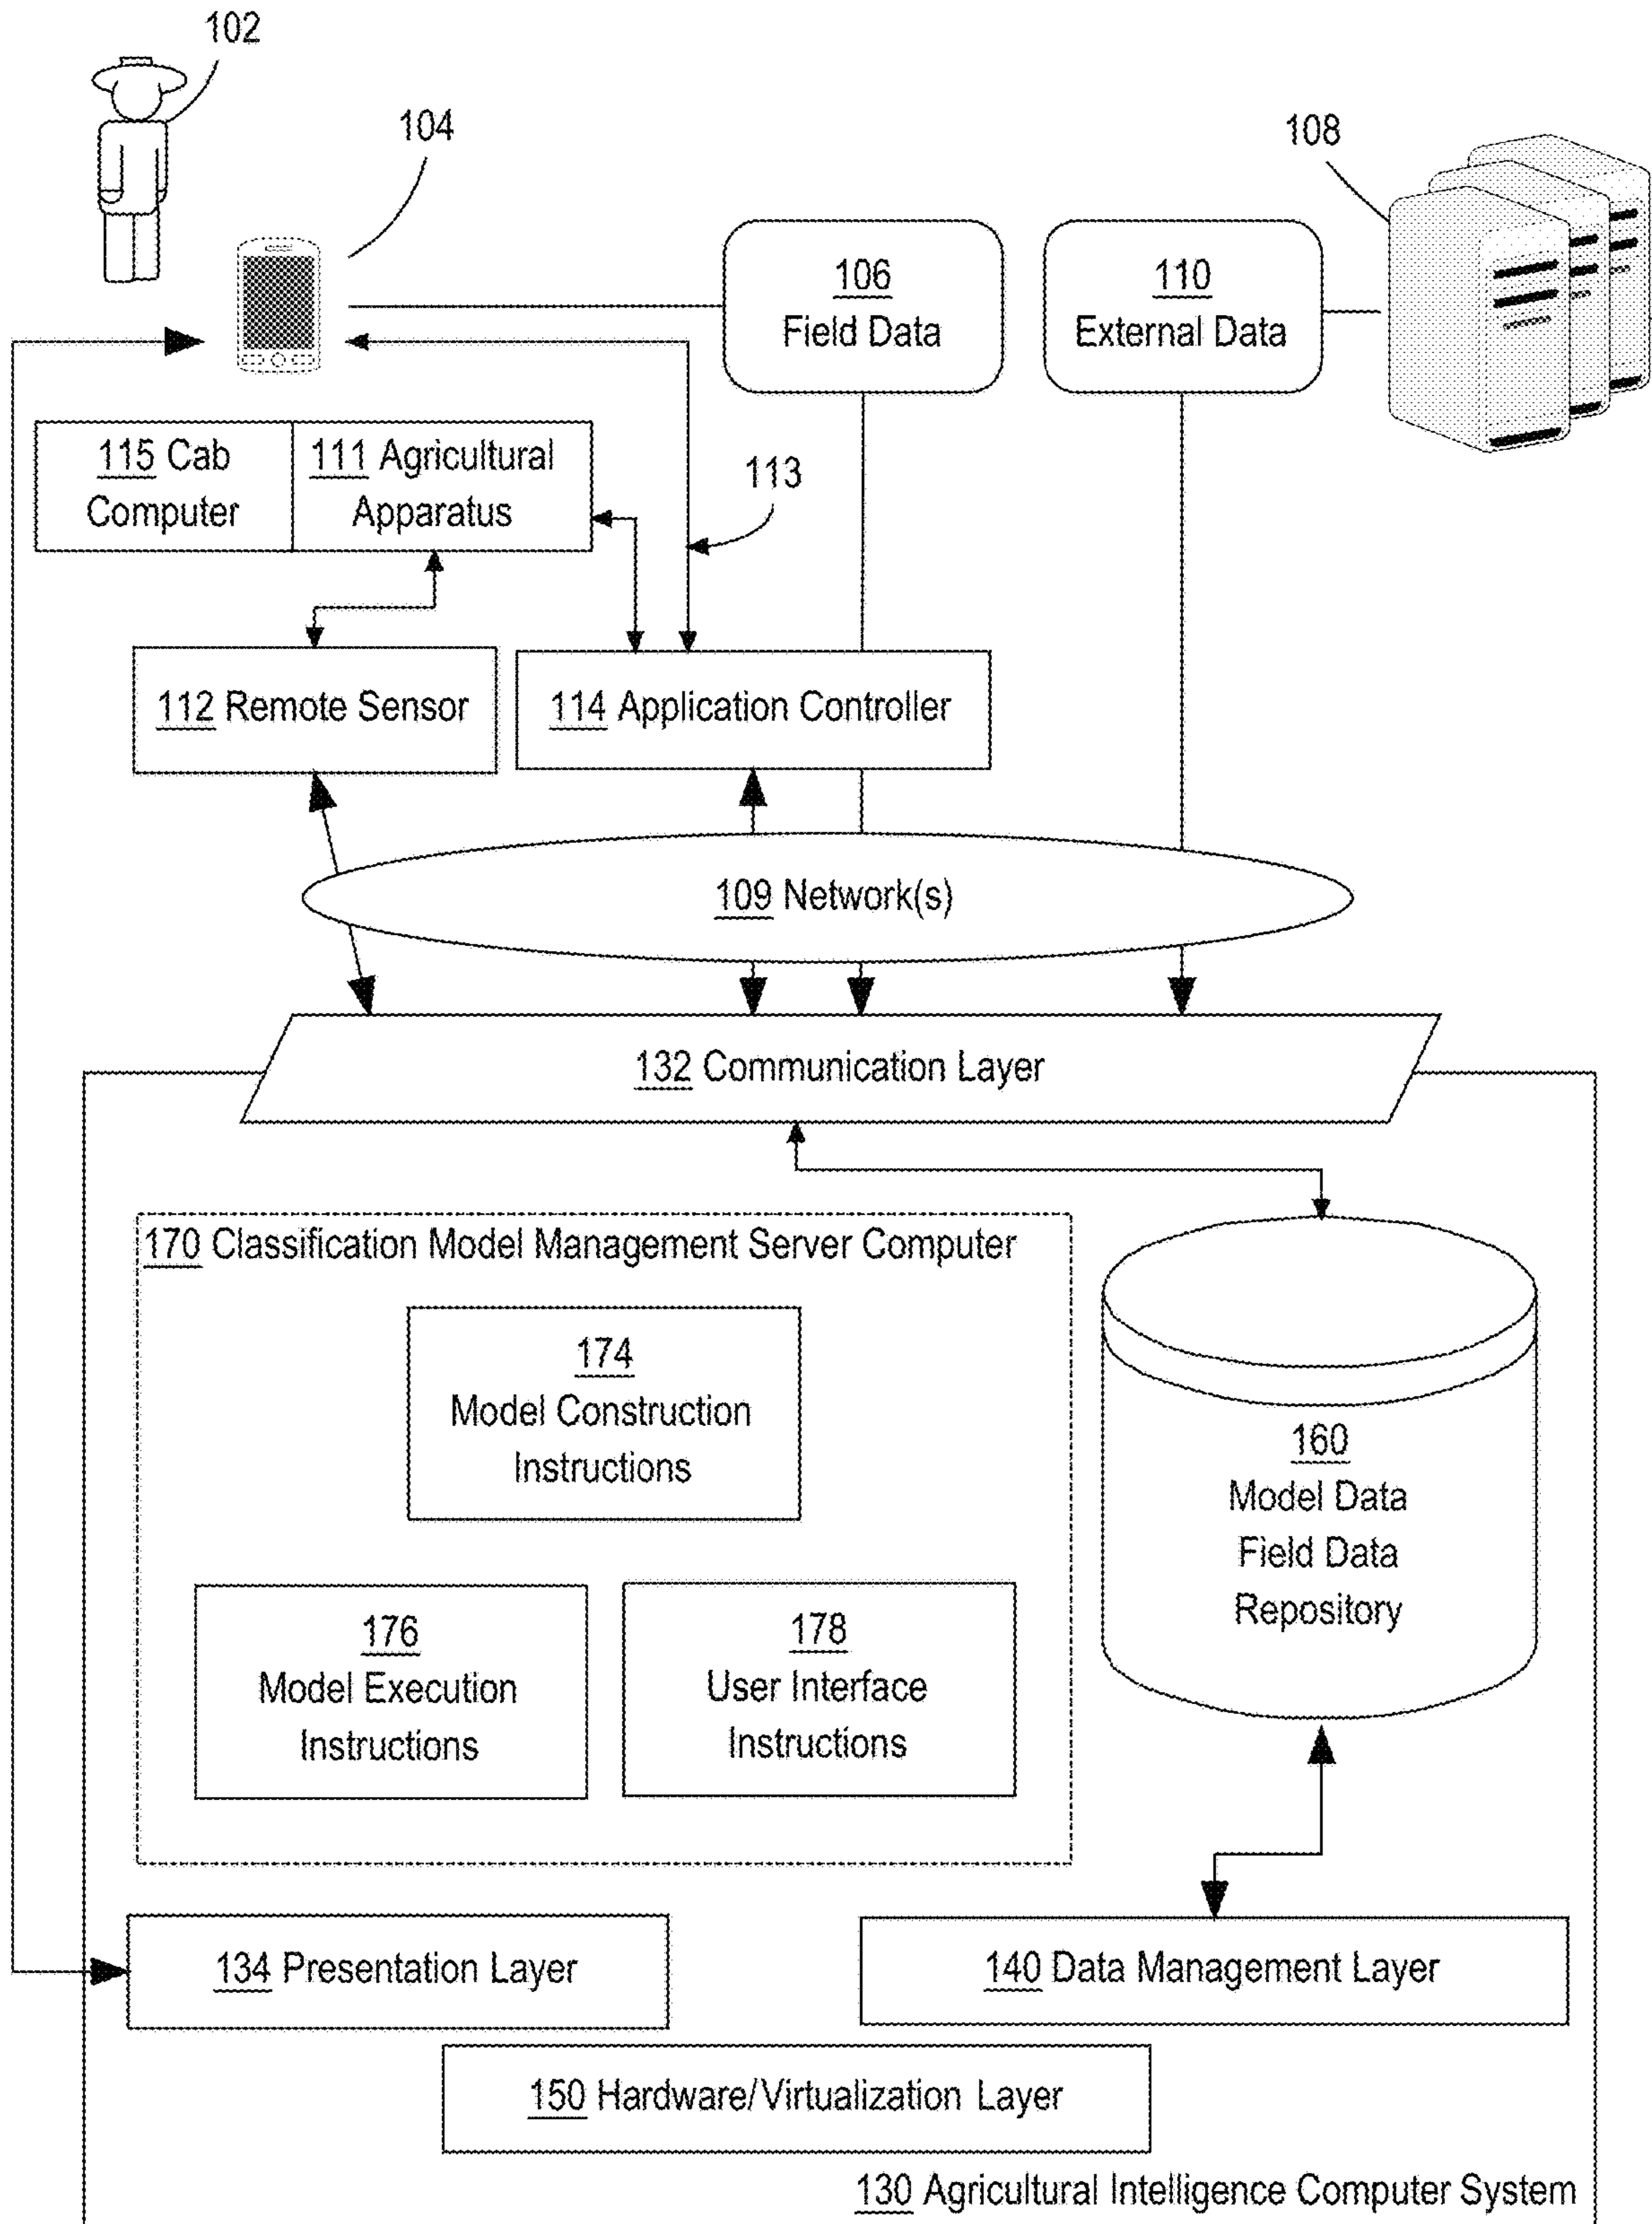 102
104
108
106
Field Data
110
External Data
115 Cab
Computer
111 Agricultural
Apparatus
113
112 Remote Sensor
114 Application Controller
109 Network(s)
132 Communication Layer
170 Classification Model Management Server Computer
174
Model Construction
Instructions
160
Model Data
Field Data
Repository
176
Model Execution
Instructions
178
User Interface
Instructions
134 Presentation Layer
140 Data Management Layer
150 Hardware/Virtualization Layer
130 Agricultural Intelligence Computer System